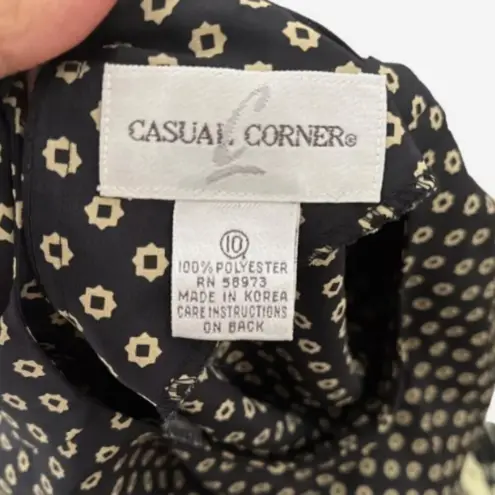 CASUAL CORNER®
10
100% POLYESTER
RN 58973
MADE IN KOREA
CARE INSTRUCTIONS
ON BACK